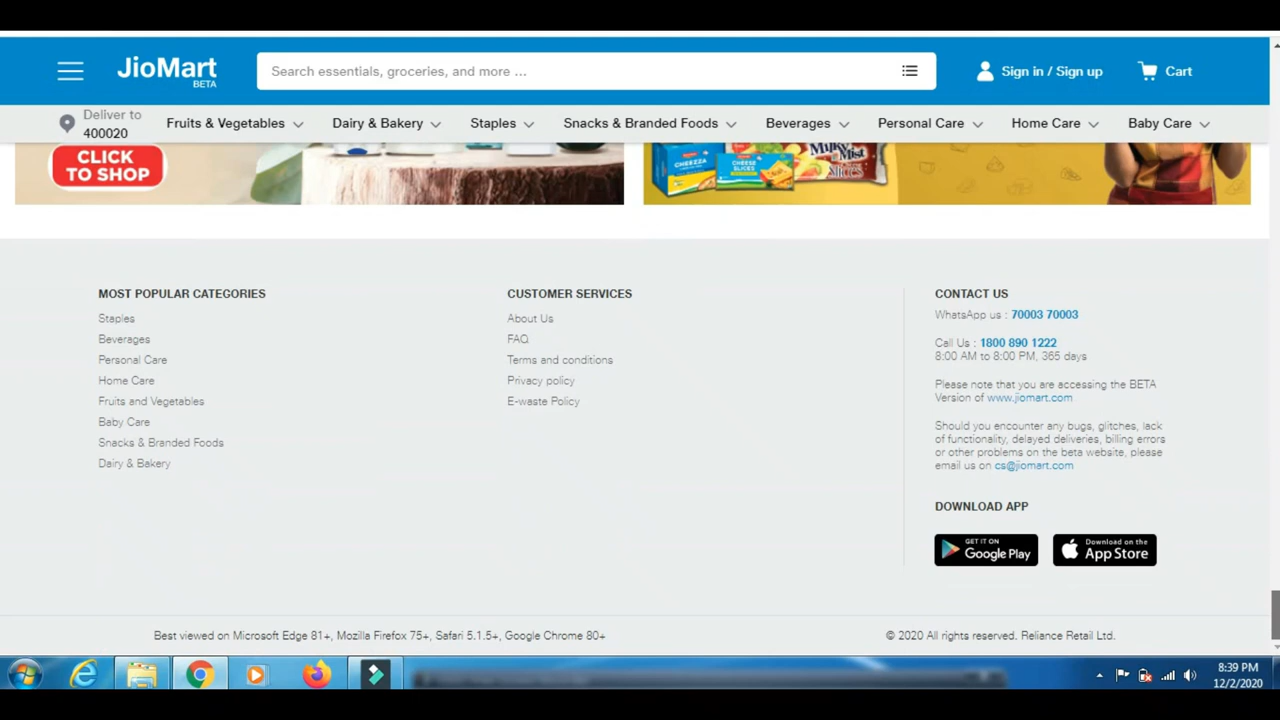 JioMart
BETA
Search essentials, groceries, and more ...
Sign in / Sign up
Cart
Deliver to
400020
Fruits & Vegetables
Dairy & Bakery
Staples
Snacks & Branded Foods
Beverages
Personal Care
Home Care
Baby Care
CLICK
TO SHOP
CHEEZZA
CHEESE
SLICES
Milky
Mist
SLICES
MOST POPULAR CATEGORIES
Staples
Beverages
Personal Care
Home Care
Fruits and Vegetables
Baby Care
Snacks & Branded Foods
Dairy & Bakery
CUSTOMER SERVICES
About Us
FAQ
Terms and conditions
Privacy policy
E-waste Policy
CONTACT US
WhatsApp us : 70003 70003
Call Us : 1800 890 1222
8:00 AM to 8:00 PM, 365 days
Please note that you are accessing the BETA
Version of www.jiomart.com
Should you encounter any bugs, glitches, lack
of functionality, delayed deliveries, billing errors
or other problems on the beta website, please
email us on cs@jiomart.com
DOWNLOAD APP
GET IT ON
Google Play
Download on the
App Store
Best viewed on Microsoft Edge 81+, Mozilla Firefox 75+, Safari 5.1.5+, Google Chrome 80+
© 2020 All rights reserved. Reliance Retail Ltd.
8:39 PM
12/2/2020